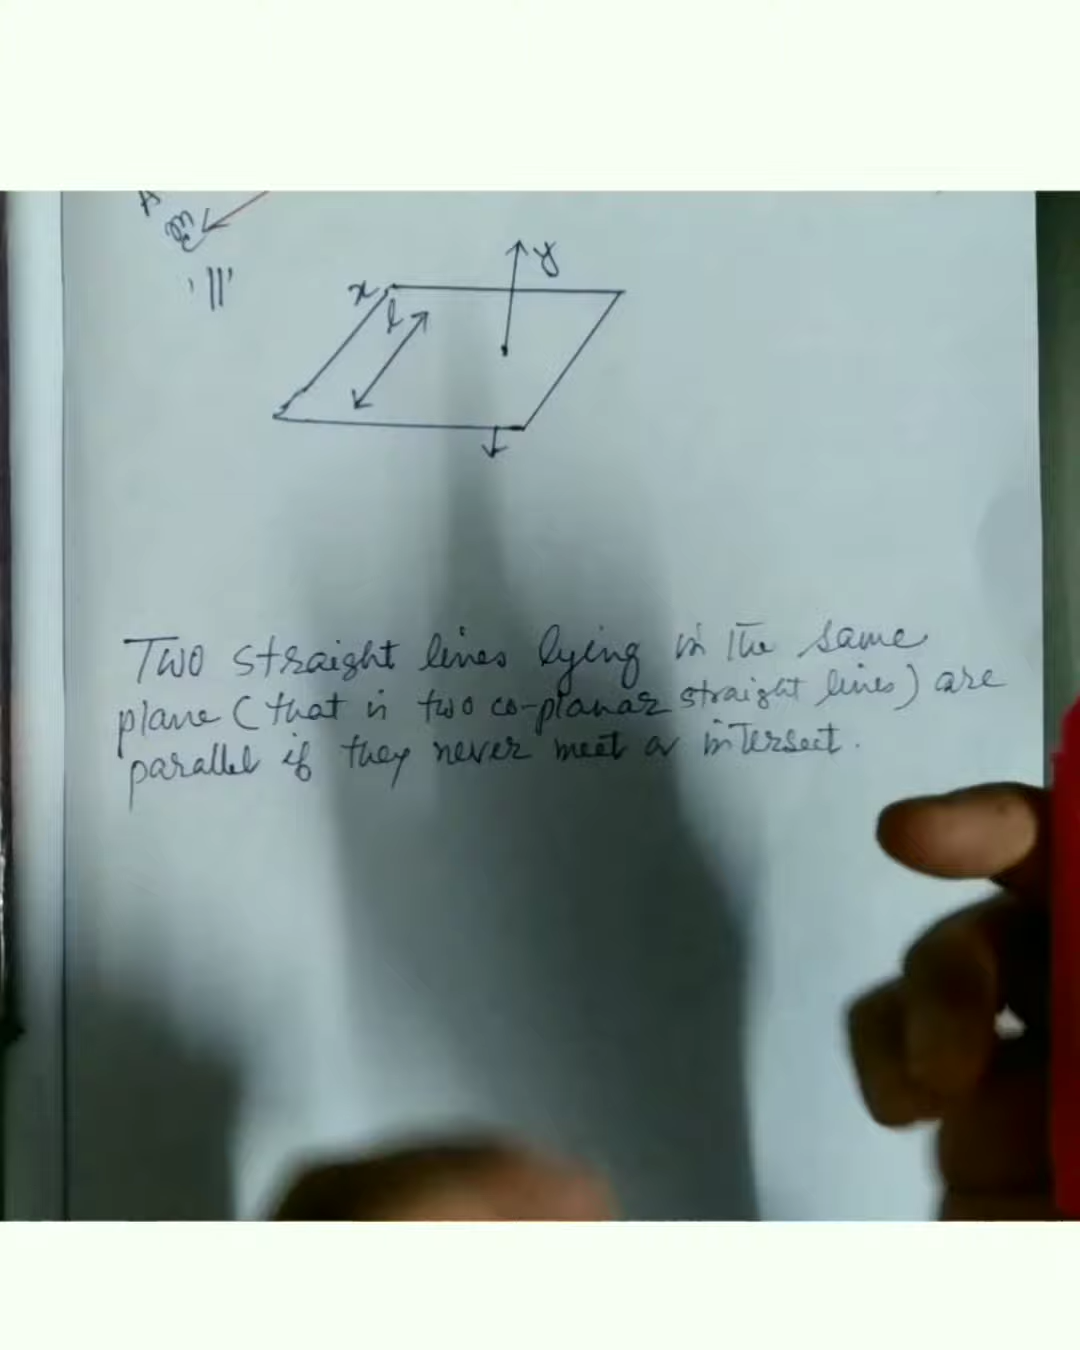 A
'||'
y
x
l
Two straight lines lying in the same
plane (that is two co-planar straight lines) are
parallel if they never meet or intersect.